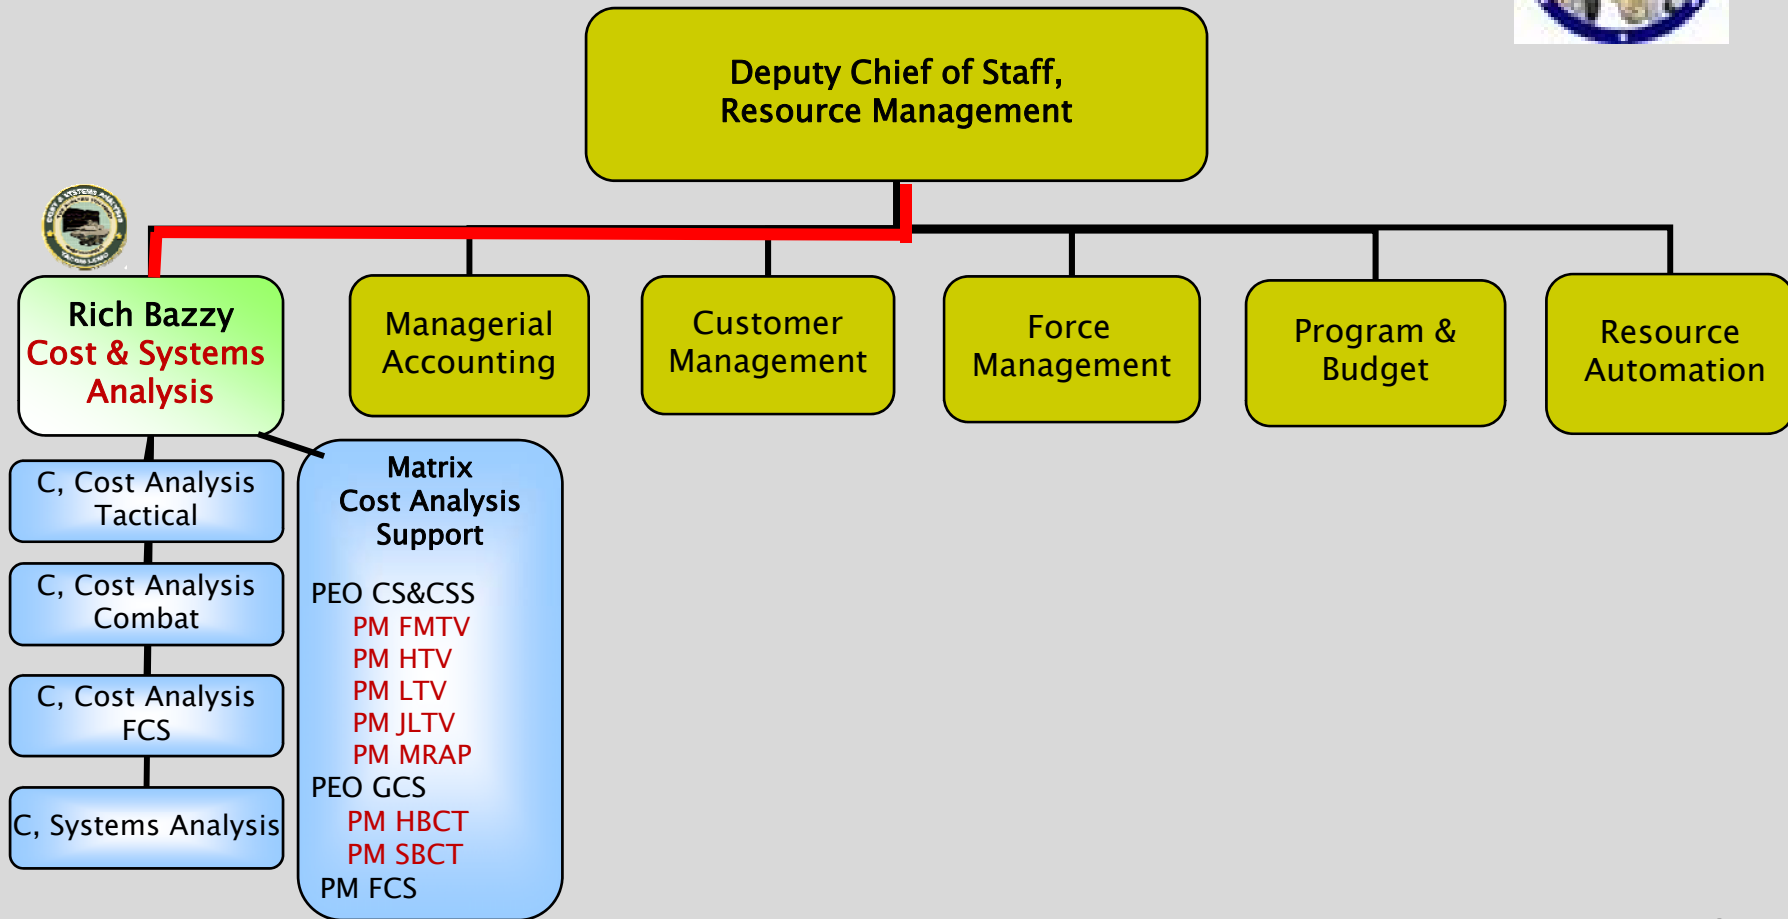 Deputy Chief of Staff,
Resource Management
COST & SYSTEMS ANALYSIS
Rich Bazzy
Cost & Systems
Analysis
Managerial
Accounting
Customer
Management
Force
Management
Program &
Budget
Resource
Automation
C, Cost Analysis
Tactical
C, Cost Analysis
Combat
C, Cost Analysis
FCS
C, Systems Analysis
Matrix
Cost Analysis
Support
PEO CS&CSS
PM FMTV
PM HTV
PM LTV
PM JLTV
PM MRAP
PEO GCS
PM HBCT
PM SBCT
PM FCS